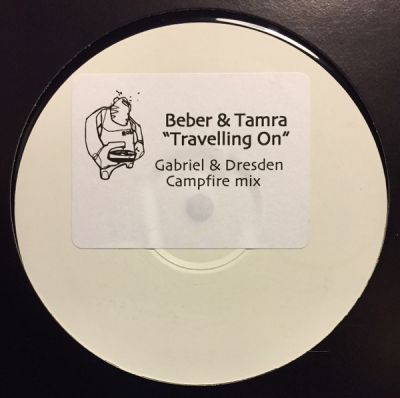 Beber & Tamra
"Travelling On"
Gabriel & Dresden
Campfire mix